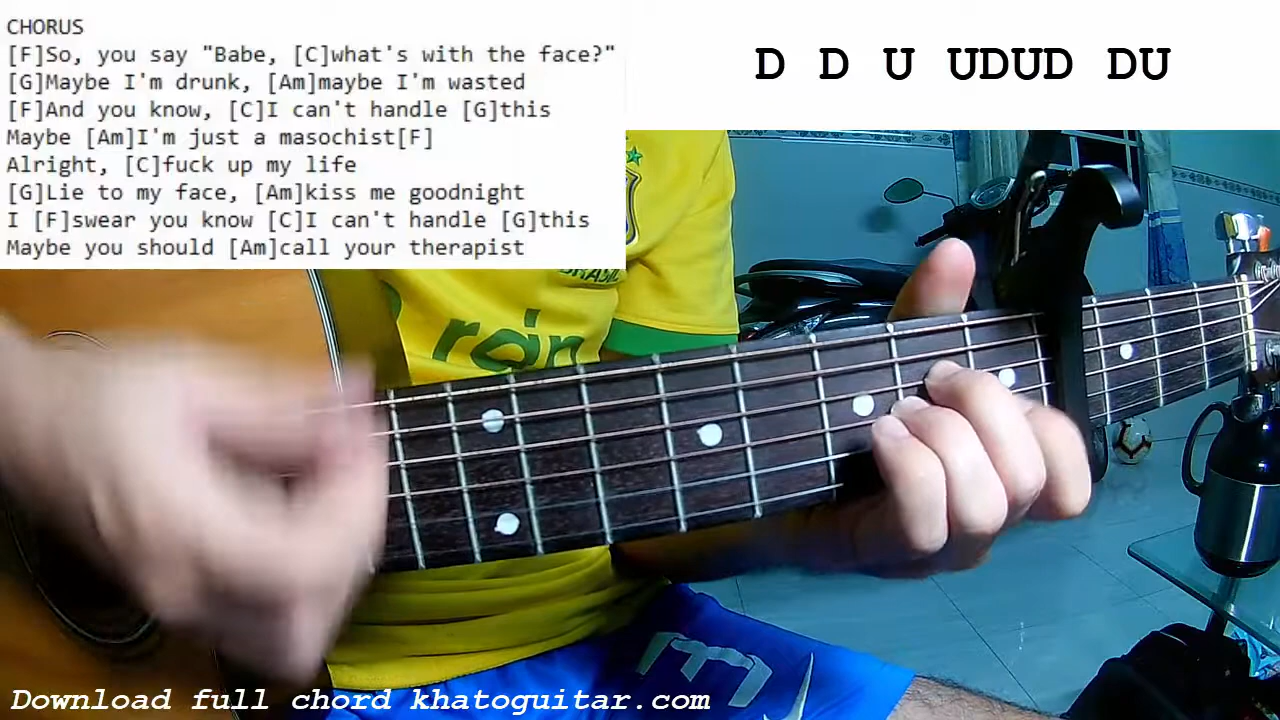 CHORUS
[F]So, you say "Babe, [C]what's with the face?"
[G]Maybe I'm drunk, [Am]maybe I'm wasted
[F]And you know, [C]I can't handle [G]this
Maybe [Am]I'm just a masochist[F]
Alright, [C]fuck up my life
[G]Lie to my face, [Am]kiss me goodnight
I [F]swear you know [C]I can't handle [G]this
Maybe you should [Am]call your therapist
D D U UDUD DU
BRASIL
Download full chord khatoguitar.com